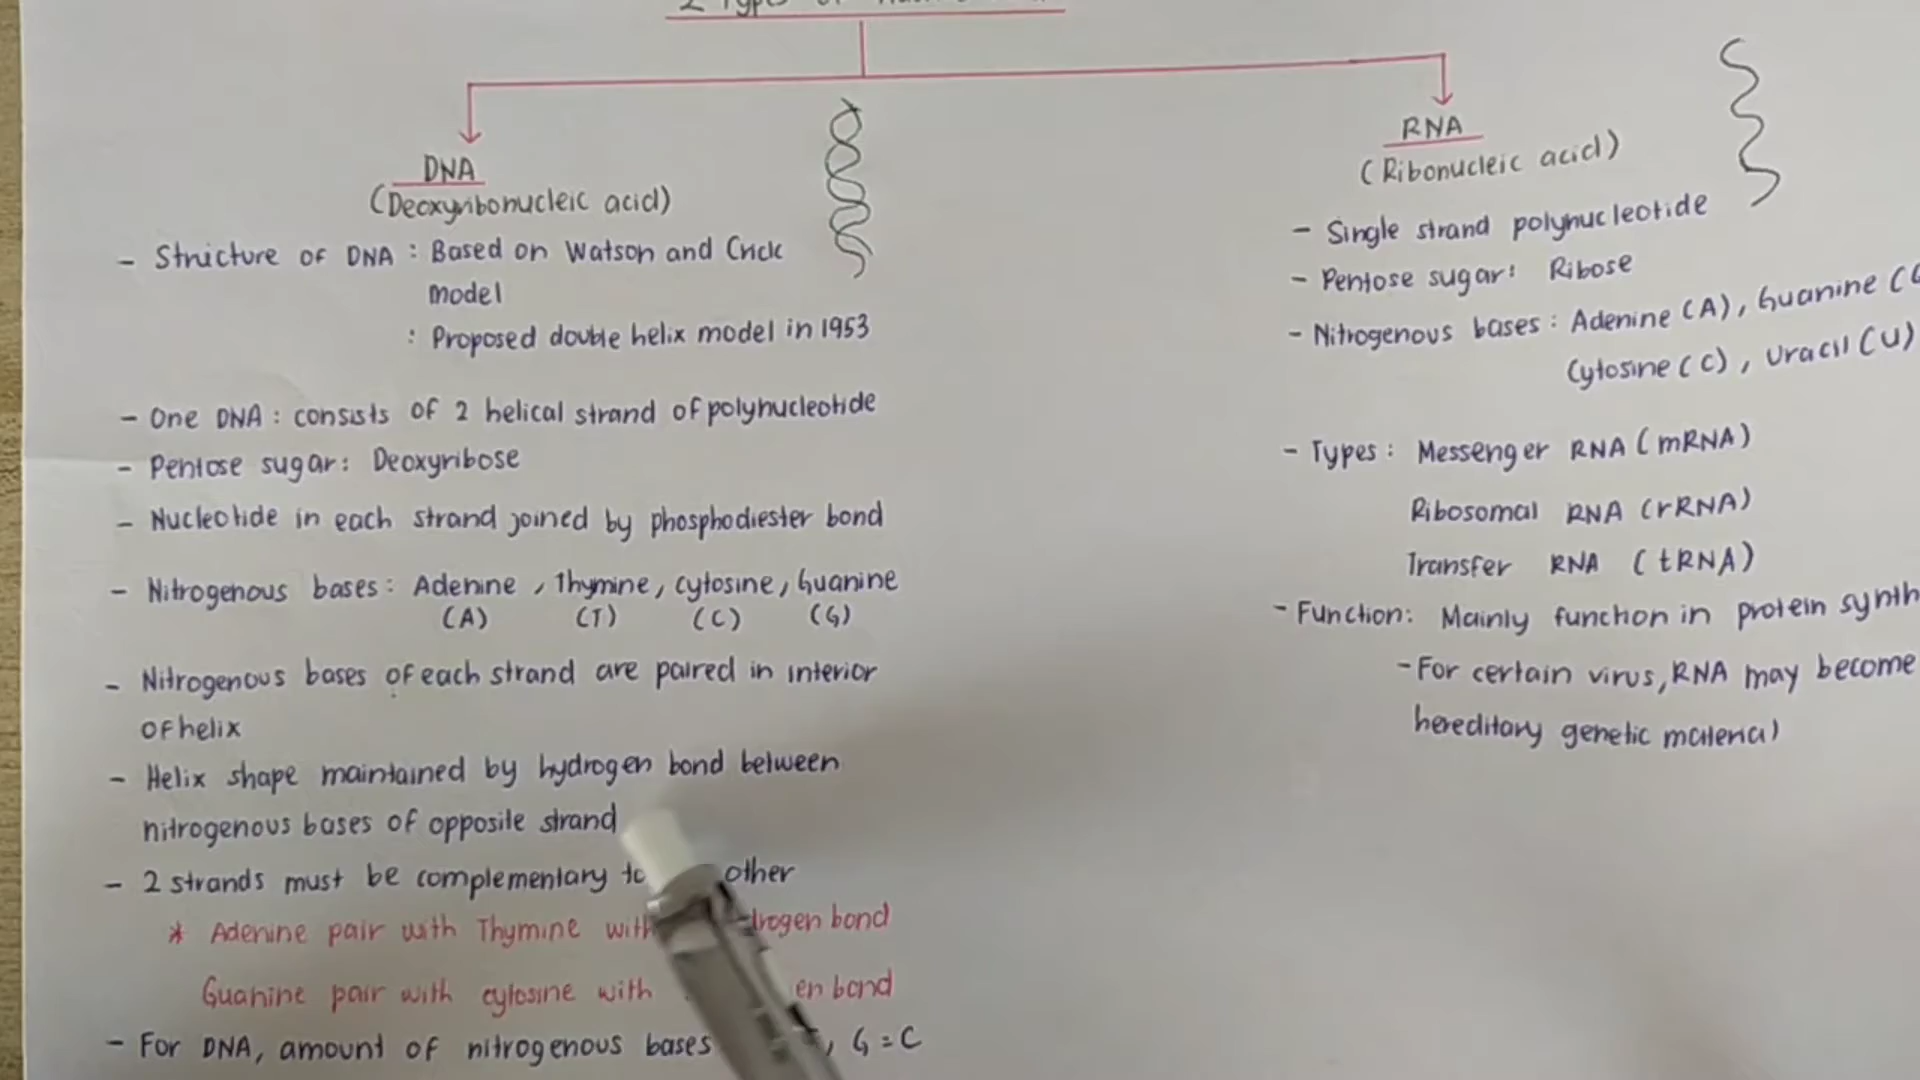 2 Types of
DNA
(Deoxyribonucleic acid)
- Structure of DNA : Based on Watson and Crick
model
: Proposed double helix model in 1953
- One DNA : consists of 2 helical strand of polynucleotide
- Pentose sugar : Deoxyribose
- Nucleotide in each strand joined by phosphodiester bond
- Nitrogenous bases : Adenine , Thymine , cytosine , Guanine
(A) (T) (C) (G)
- Nitrogenous bases of each strand are paired in interior
of helix
- Helix shape maintained by hydrogen bond between
nitrogenous bases of opposite strand
- 2 strands must be complementary to other
* Adenine pair with Thymine with bond
Guanine pair with cytosine with bond
- For DNA, amount of nitrogenous bases , G = C
RNA
(Ribonucleic acid)
- Single strand polynucleotide
- Pentose sugar : Ribose
- Nitrogenous bases : Adenine (A) , Guanine
Cytosine (C) , Uracil (U)
- Types : Messenger RNA (mRNA)
Ribosomal RNA (rRNA)
Transfer RNA (tRNA)
- Function : Mainly function in protein synth
- For certain virus, RNA may become
hereditary genetic material